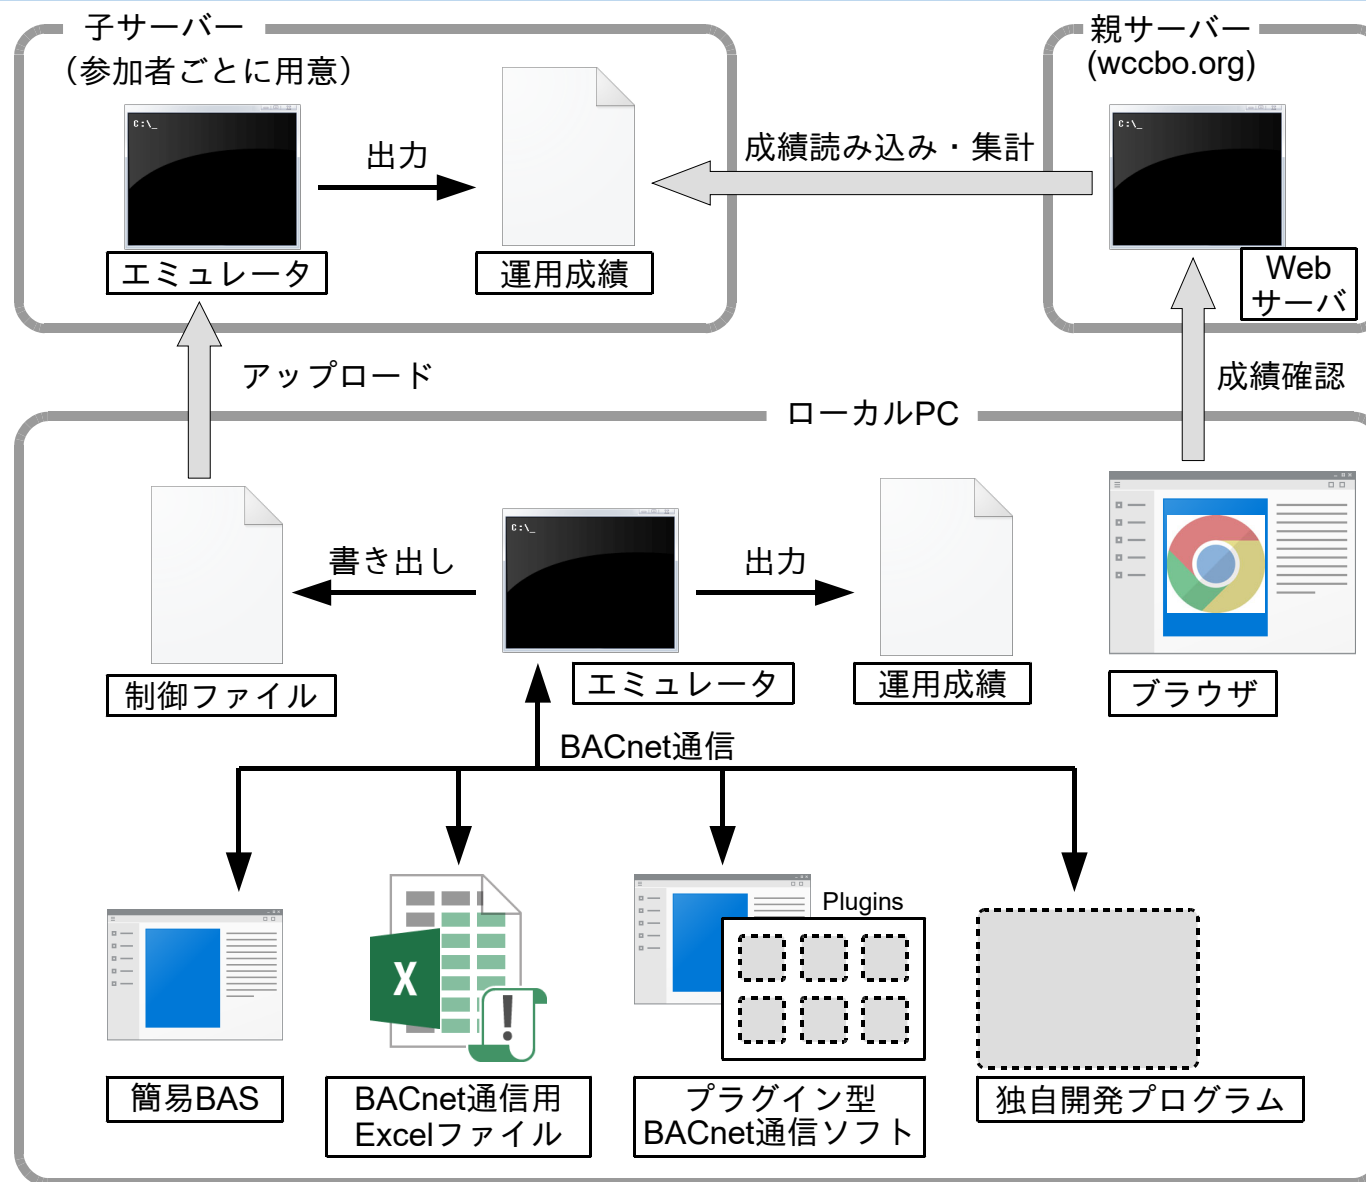 子サーバー
（参加者ごとに用意）
親サーバー
(wccbo.org)
C:\_
出力
成績読み込み・集計
C:\_
エミュレータ
運用成績
Web
サーバ
アップロード
成績確認
ローカルPC
書き出し
C:\_
出力
制御ファイル
エミュレータ
運用成績
ブラウザ
BACnet通信
Plugins
X
簡易BAS
BACnet通信用
Excelファイル
プラグイン型
BACnet通信ソフト
独自開発プログラム